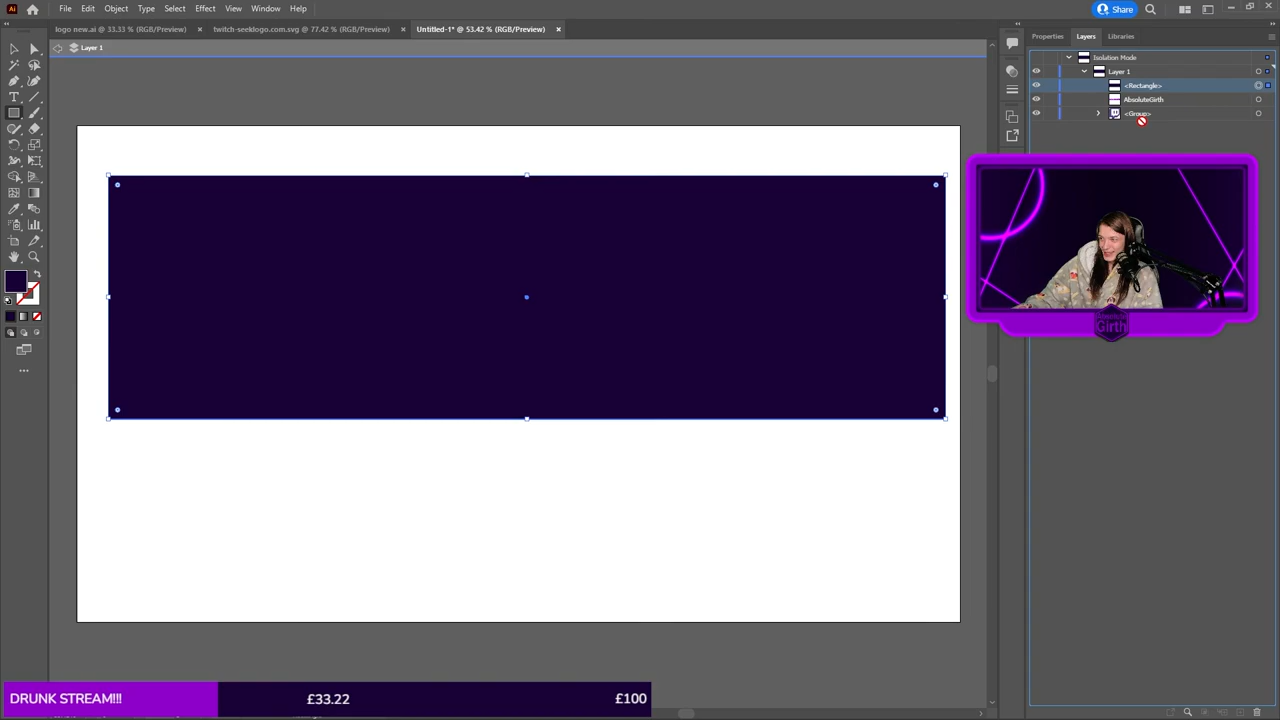 Ai File Edit Object Type Select Effect View Window Help Share
logo new.ai @ 33.33 % (RGB/Preview) × twitch-seeklogo.com.svg @ 77.42 % (RGB/Preview) × Untitled-1* @ 53.42 % (RGB/Preview) ×
Layer 1
Properties Layers Libraries
Isolation Mode
Layer 1
<Rectangle>
AbsoluteGirth
<Group>
Girth
DRUNK STREAM!!! £33.22 £100